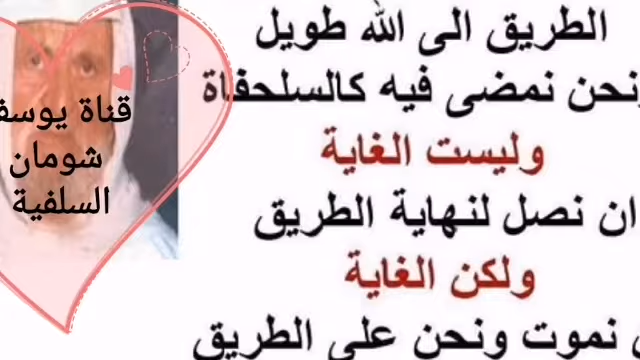 الطريق الى الله طويل
ونحن نمضى فيه كالسلحفاة
وليست الغاية
ان نصل لنهاية الطريق
ولكن الغاية
نموت ونحن على الطريق
قناة يوسف
شومان
السلفية